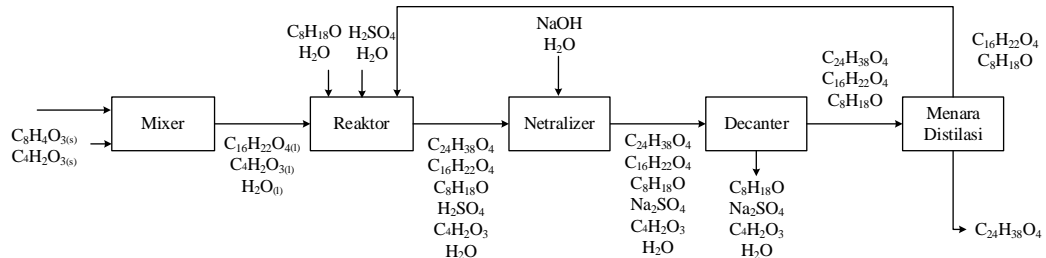 C₈H₄O₃₍ₛ₎
C₄H₂O₃₍ₛ₎
Mixer
C₁₆H₂₂O₄₍ₗ₎
C₄H₂O₃₍ₗ₎
H₂O₍ₗ₎
C₈H₁₈O
H₂O
H₂SO₄
H₂O
Reaktor
C₂₄H₃₈O₄
C₁₆H₂₂O₄
C₈H₁₈O
H₂SO₄
C₄H₂O₃
H₂O
NaOH
H₂O
Netralizer
C₂₄H₃₈O₄
C₁₆H₂₂O₄
C₈H₁₈O
Na₂SO₄
C₄H₂O₃
H₂O
Decanter
C₈H₁₈O
Na₂SO₄
C₄H₂O₃
H₂O
C₂₄H₃₈O₄
C₁₆H₂₂O₄
C₈H₁₈O
Menara
Distilasi
C₁₆H₂₂O₄
C₈H₁₈O
C₂₄H₃₈O₄